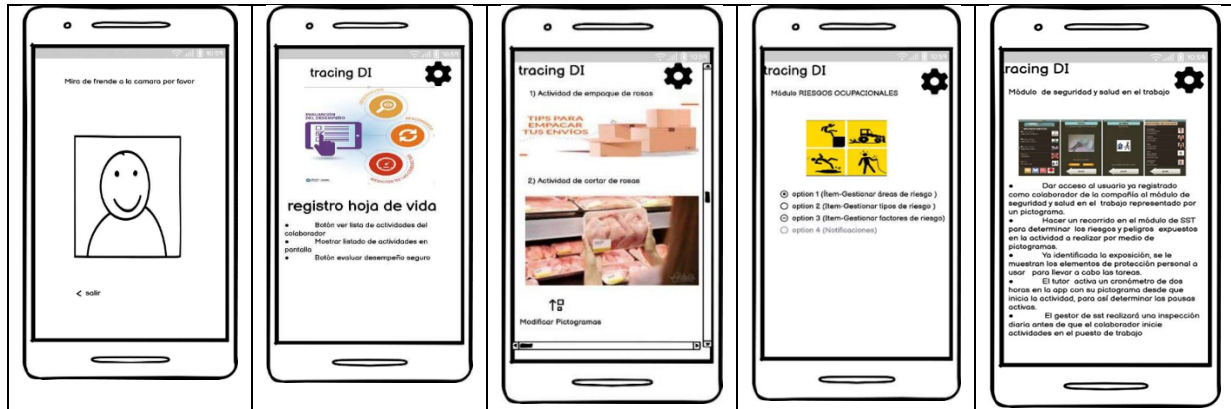 Mira de frende a la camara por favor
< salir
tracing DI
EVALUACIÓN
DEL DESEMPEÑO
registro hoja de vida
• Botón ver lista de actividades del
colaborador
• Mostrar listado de actividades en
pantalla
• Botón evaluar desempeño seguro
tracing DI
1) Actividad de empaque de rosas
TIPS PARA
EMPACAR
TUS ENVÍOS
2) Actividad de cortar de rosas
Modificar Pictogramas
tracing DI
Módulo RIESGOS OCUPACIONALES
option 1 (Ítem-Gestionar áreas de riesgo )
option 2 (Ítem-Gestionar tipos de riesgo )
option 3 (Ítem-Gestionar factores de riesgo)
option 4 (Notificaciones)
racing DI
Módulo de seguridad y salud en el trabajo
• Dar acceso al usuario ya registrado
como colaborador de la compañía al módulo de
seguridad y salud en el trabajo representado por
un pictograma.
• Hacer un recorrido en el módulo de SST
para determinar los riesgos y peligros expuestos
en la actividad a realizar por medio de
pictogramas.
• Ya identificada la exposición, se le
muestran los elementos de protección personal a
usar para llevar a cabo las tareas.
• El tutor activa un cronómetro de dos
horas en la app con su pictograma desde que
inicia la actividad, para así determinar las pausas
activas.
• El gestor de sst realizará una inspección
diaria antes de que el colaborador inicie
actividades en el puesto de trabajo